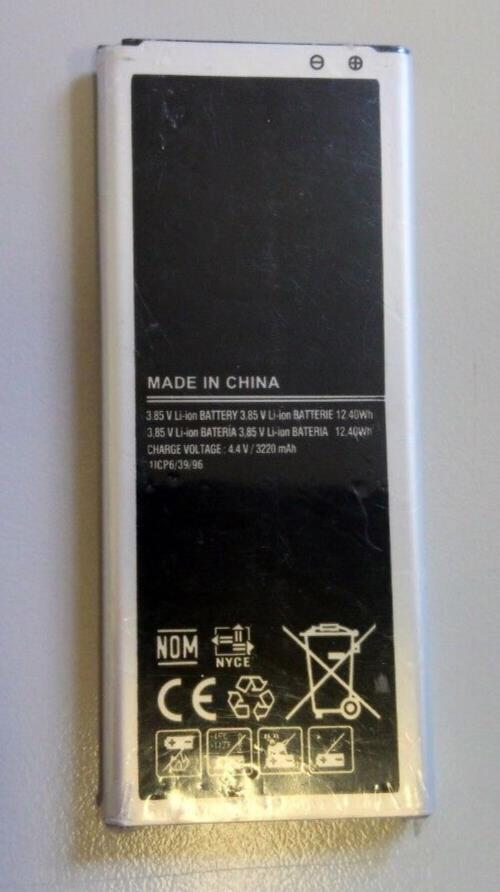 ⊖ ⊕
MADE IN CHINA
3.85 V Li-ion BATTERY 3.85 V Li-ion BATTERIE 12.40Wh
3,85 V Li-ion BATERÍA 3,85 V Li-ion BATERIA 12,40Wh
CHARGE VOLTAGE : 4.4 V / 3220 mAh
1ICP6/39/96
NOM
NYCE
CE